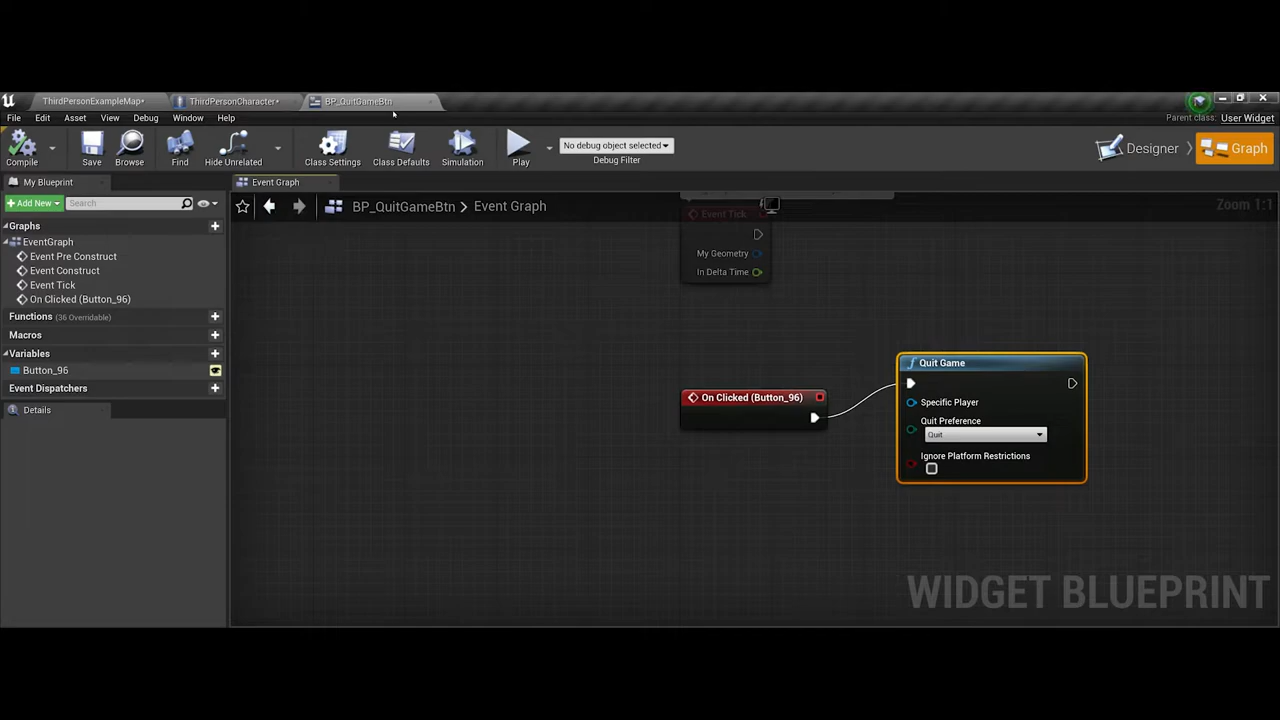 ThirdPersonExampleMap*
ThirdPersonCharacter*
BP_QuitGameBtn
File
Edit
Asset
View
Debug
Window
Help
Parent class:
User Widget
Compile
Save
Browse
Find
Hide Unrelated
Class Settings
Class Defaults
Simulation
Play
No debug object selected
Debug Filter
Designer
Graph
My Blueprint
Event Graph
Add New
Search
BP_QuitGameBtn > Event Graph
Zoom 1:1
Graphs
EventGraph
Event Pre Construct
Event Construct
Event Tick
On Clicked (Button_96)
Functions (36 Overridable)
Macros
Variables
Button_96
Event Dispatchers
Details
Event Tick
My Geometry
In Delta Time
On Clicked (Button_96)
Quit Game
Specific Player
Quit Preference
Quit
Ignore Platform Restrictions
WIDGET BLUEPRINT